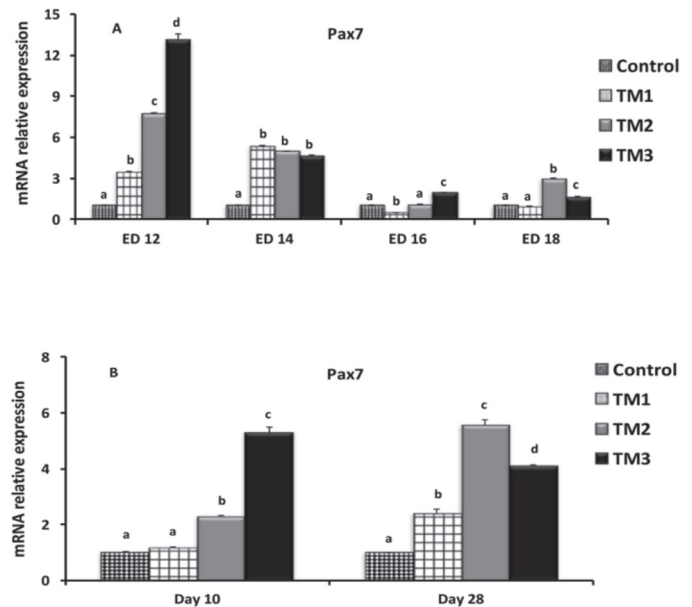 A
Pax7
mRNA relative expression
15
12
9
6
3
0
a
b
c
d
a
b
b
b
a
b
a
c
a
a
b
c
ED 12
ED 14
ED 16
ED 18
Control
TM1
TM2
TM3
B
Pax7
mRNA relative expression
8
6
4
2
0
a
a
b
c
a
b
c
d
Day 10
Day 28
Control
TM1
TM2
TM3